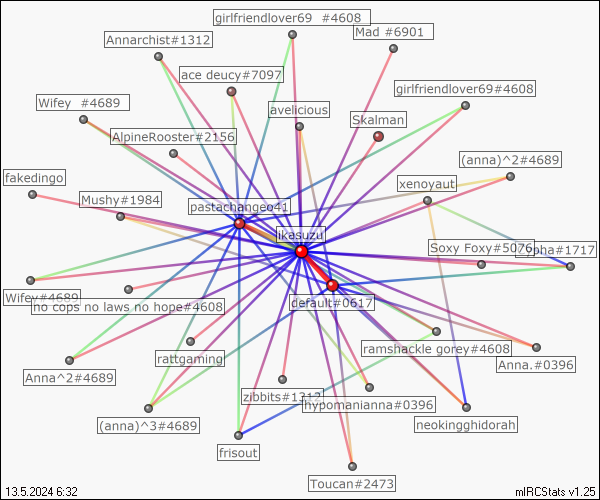 girlfriendlover69 #4608
Mad #6901
Annarchist#1312
ace deucy#7097
girlfriendlover69#4608
Wifey #4689
avelicious
Skalman
AlpineRooster#2156
(anna)^2#4689
fakedingo
xenoyaut
Mushy#1984
pastachangeo41
ikasuzu
Soxy Foxy#5076
pha#1717
Wifey#4689
no cops no laws no hope#4608
default#0617
rattgaming
ramshackle gorey#4608
Anna.#0396
Anna^2#4689
zibbits#1312
hypomanianna#0396
(anna)^3#4689
neokingghidorah
frisout
Toucan#2473
13.5.2024 6:32
mIRCStats v1.25